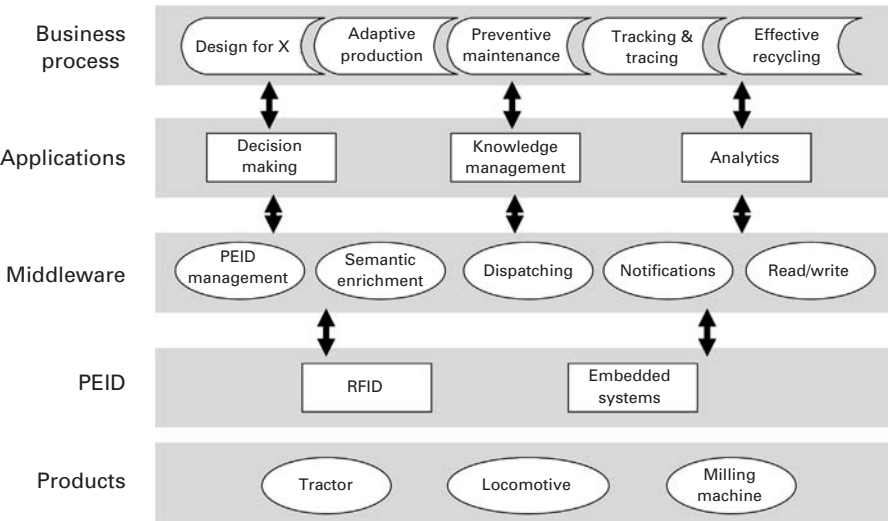 Business
process
Design for X
Adaptive
production
Preventive
maintenance
Tracking &
tracing
Effective
recycling
Applications
Decision
making
Knowledge
management
Analytics
Middleware
PEID
management
Semantic
enrichment
Dispatching
Notifications
Read/write
PEID
RFID
Embedded
systems
Products
Tractor
Locomotive
Milling
machine